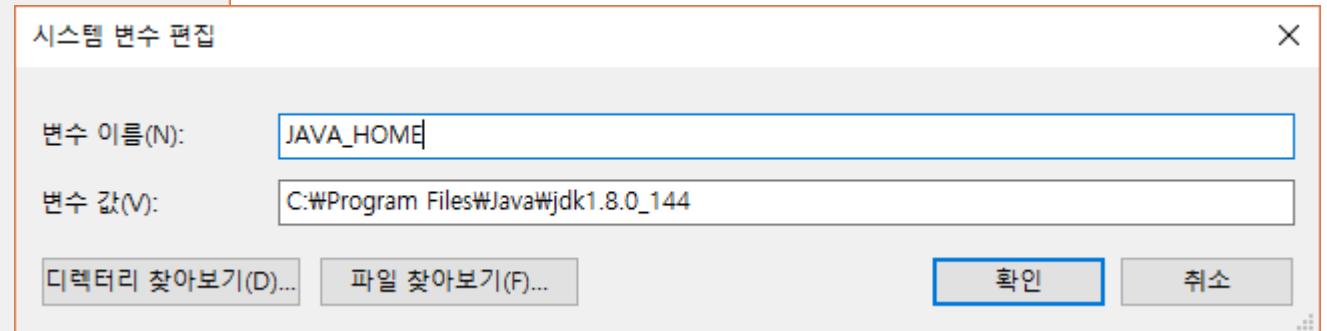 시스템 변수 편집
변수 이름(N): JAVA_HOME
변수 값(V): C:₩Program Files₩Java₩jdk1.8.0_144
디렉터리 찾아보기(D)... 파일 찾아보기(F)... 확인 취소